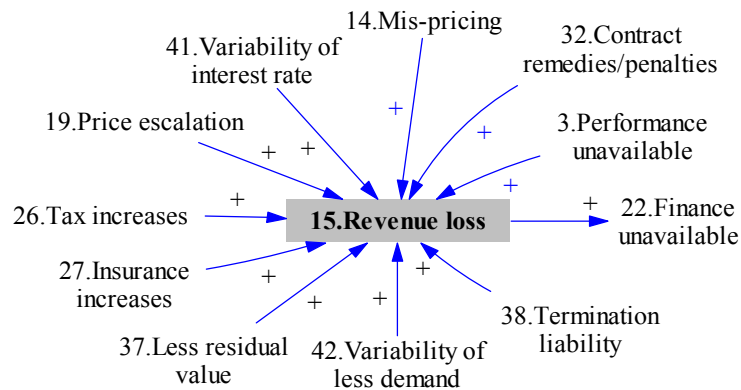 14.Mis-pricing
41.Variability of
interest rate
32.Contract
remedies/penalties
19.Price escalation
3.Performance
unavailable
+
+
+
+
+
+
+
26.Tax increases
15.Revenue loss
22.Finance
unavailable
27.Insurance
increases
+
+
+
+
37.Less residual
value
42.Variability of
less demand
38.Termination
liability